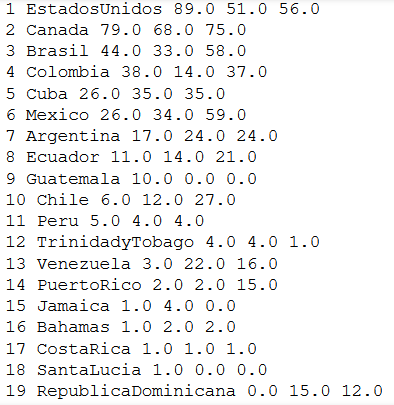 1 EstadosUnidos 89.0 51.0 56.0
2 Canada 79.0 68.0 75.0
3 Brasil 44.0 33.0 58.0
4 Colombia 38.0 14.0 37.0
5 Cuba 26.0 35.0 35.0
6 Mexico 26.0 34.0 59.0
7 Argentina 17.0 24.0 24.0
8 Ecuador 11.0 14.0 21.0
9 Guatemala 10.0 0.0 0.0
10 Chile 6.0 12.0 27.0
11 Peru 5.0 4.0 4.0
12 TrinidadyTobago 4.0 4.0 1.0
13 Venezuela 3.0 22.0 16.0
14 PuertoRico 2.0 2.0 15.0
15 Jamaica 1.0 4.0 0.0
16 Bahamas 1.0 2.0 2.0
17 CostaRica 1.0 1.0 1.0
18 SantaLucia 1.0 0.0 0.0
19 RepublicaDominicana 0.0 15.0 12.0